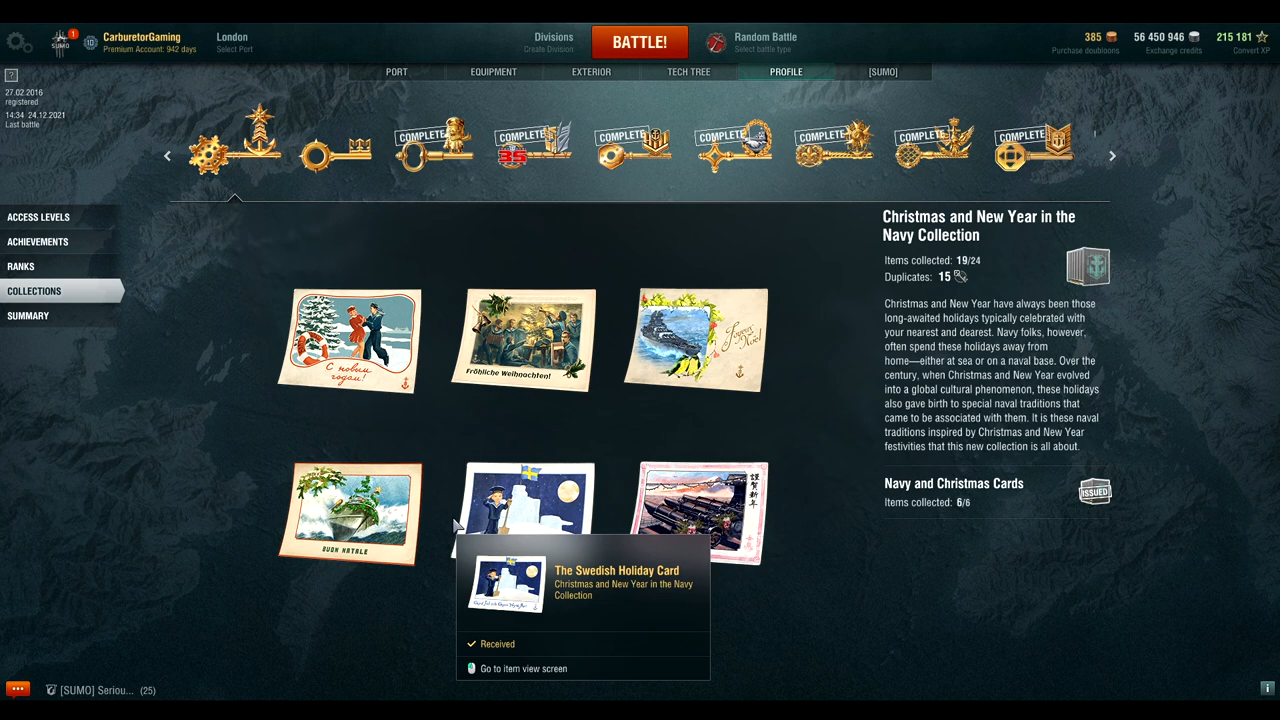 SUMO
1
CarburetorGaming
Premium Account: 942 days
London
Select Port
Divisions
Create Division
BATTLE!
Random Battle
Select battle type
385
Purchase doubloons
56 450 946
Exchange credits
215 181
Convert XP
PORT
EQUIPMENT
EXTERIOR
TECH TREE
PROFILE
[SUMO]
?
27.02.2016
registered
14:34 24.12.2021
Last battle
COMPLETE
COMPLETE
35
COMPLETE
COMPLETE
COMPLETE
COMPLETE
COMPLETE
ACCESS LEVELS
ACHIEVEMENTS
RANKS
COLLECTIONS
SUMMARY
С новым
годом!
Fröhliche Weihnachten!
Joyeux
Noël
BUON NATALE
謹賀新年
The Swedish Holiday Card
Christmas and New Year in the Navy
Collection
Received
Go to item view screen
Christmas and New Year in the
Navy Collection
Items collected: 19/24
Duplicates: 15
Christmas and New Year have always been those
long-awaited holidays typically celebrated with
your nearest and dearest. Navy folks, however,
often spend these holidays away from
home—either at sea or on a naval base. Over the
century, when Christmas and New Year evolved
into a global cultural phenomenon, these holidays
also gave birth to special naval traditions that
came to be associated with them. It is these naval
traditions inspired by Christmas and New Year
festivities that this new collection is all about.
Navy and Christmas Cards
Items collected: 6/6
ISSUED
[SUMO] Seriou... (25)
i